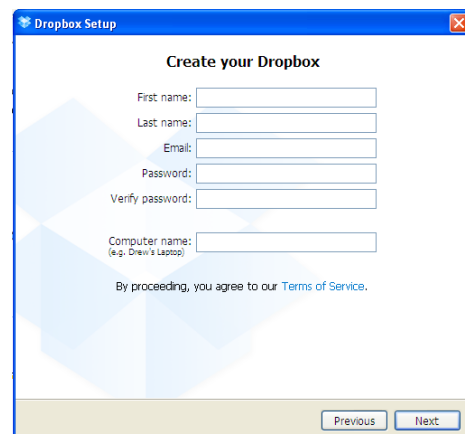 Dropbox Setup
Create your Dropbox
First name:
Last name:
Email:
Password:
Verify password:
Computer name:
(e.g. Drew's Laptop)
By proceeding, you agree to our Terms of Service.
Previous Next